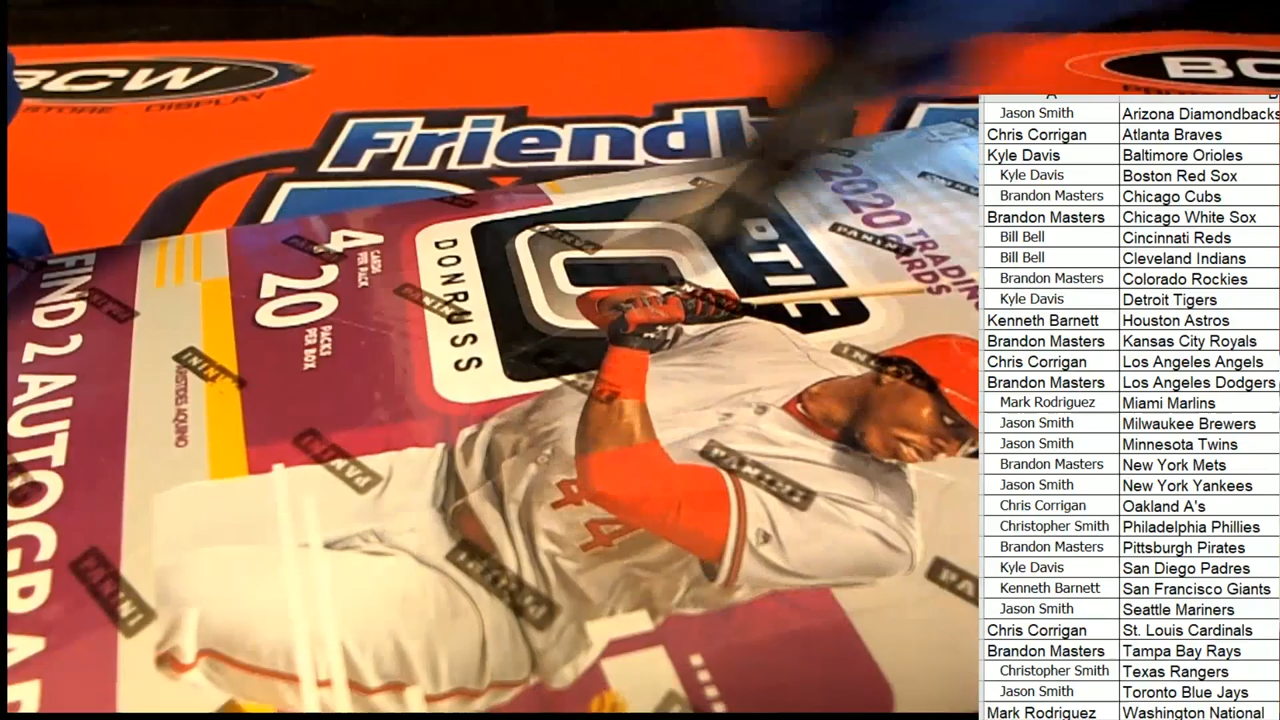 BCW
STORE DISPLAY
BC
Friendl
FIND 2 AUTOGRAP
4 CARDS PER PACK
20 PACKS PER BOX
ARISTIDES AQUINO
DONRUSS
OPTIC
2020 TRADING CARDS
PANINI
44
A
Jason Smith Arizona Diamondbacks
Chris Corrigan Atlanta Braves
Kyle Davis Baltimore Orioles
Kyle Davis Boston Red Sox
Brandon Masters Chicago Cubs
Brandon Masters Chicago White Sox
Bill Bell Cincinnati Reds
Bill Bell Cleveland Indians
Brandon Masters Colorado Rockies
Kyle Davis Detroit Tigers
Kenneth Barnett Houston Astros
Brandon Masters Kansas City Royals
Chris Corrigan Los Angeles Angels
Brandon Masters Los Angeles Dodgers
Mark Rodriguez Miami Marlins
Jason Smith Milwaukee Brewers
Jason Smith Minnesota Twins
Brandon Masters New York Mets
Jason Smith New York Yankees
Chris Corrigan Oakland A's
Christopher Smith Philadelphia Phillies
Brandon Masters Pittsburgh Pirates
Kyle Davis San Diego Padres
Kenneth Barnett San Francisco Giants
Jason Smith Seattle Mariners
Chris Corrigan St. Louis Cardinals
Brandon Masters Tampa Bay Rays
Christopher Smith Texas Rangers
Jason Smith Toronto Blue Jays
Mark Rodriguez Washington National